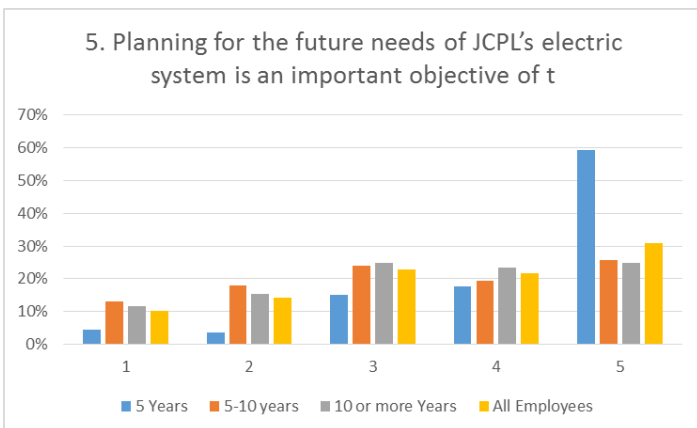 5. Planning for the future needs of JCPL’s electric
system is an important objective of t
70%
60%
50%
40%
30%
20%
10%
0%
1 2 3 4 5
5 Years 5-10 years 10 or more Years All Employees